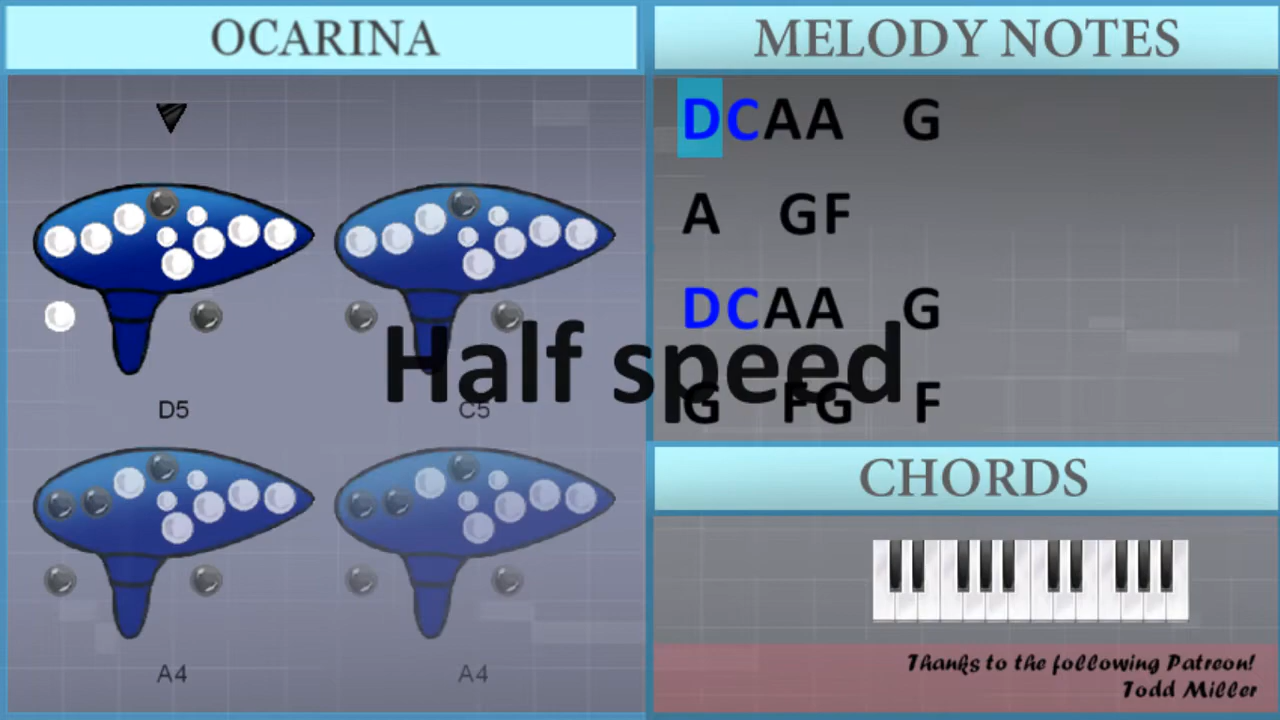 OCARINA
D5
C5
A4
A4
Half speed
MELODY NOTES
DCAA G
A GF
DCAA G
G FG F
CHORDS
Thanks to the following Patreon!
Todd Miller